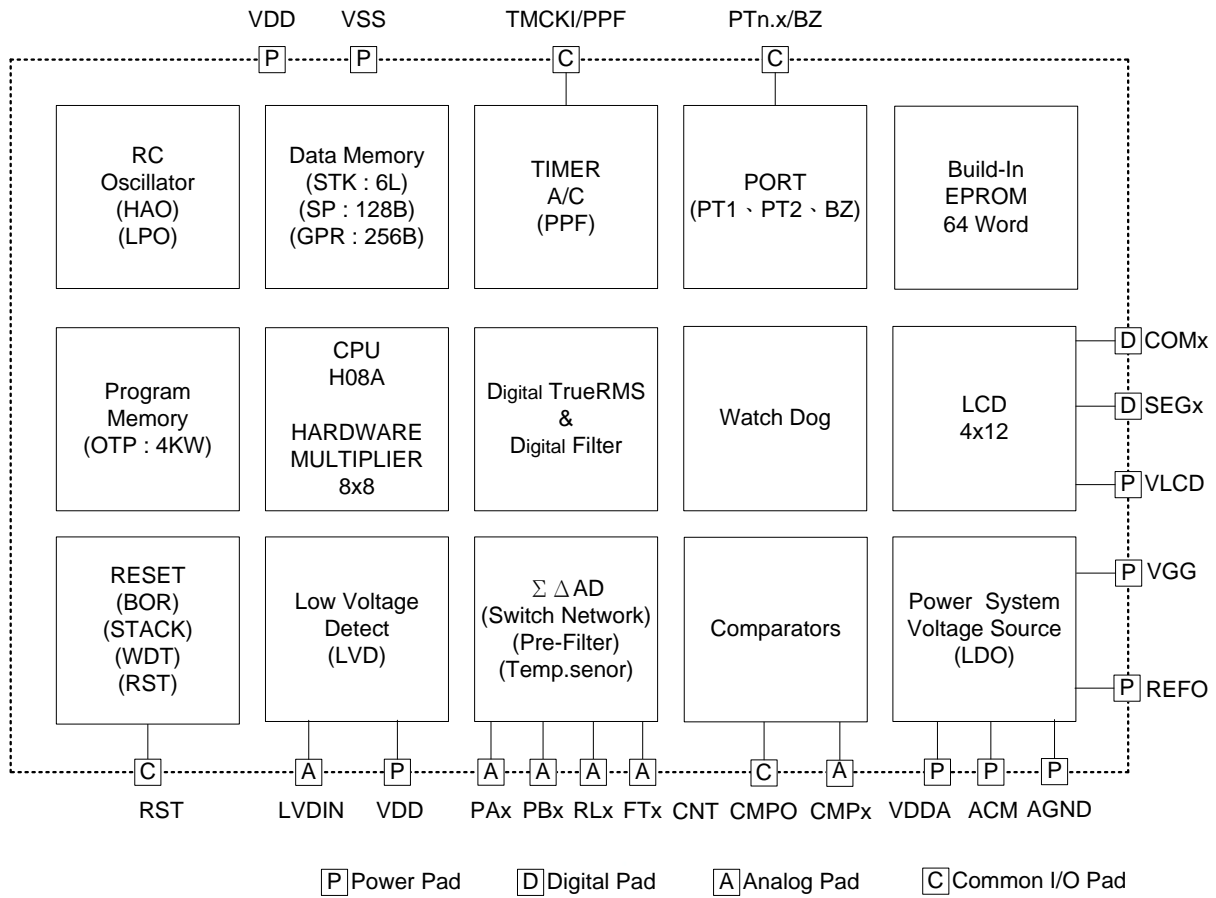 VDD VSS TMCKI/PPF PTn.x/BZ
P P C C
RC
Oscillator
(HAO)
(LPO)
Data Memory
(STK : 6L)
(SP : 128B)
(GPR : 256B)
TIMER
A/C
(PPF)
PORT
(PT1、PT2、BZ)
Build-In
EPROM
64 Word
Program
Memory
(OTP : 4KW)
CPU
H08A
HARDWARE
MULTIPLIER
8x8
Digital TrueRMS
&
Digital Filter
Watch Dog
LCD
4x12
D COMx
D SEGx
P VLCD
RESET
(BOR)
(STACK)
(WDT)
(RST)
Low Voltage
Detect
(LVD)
Σ Δ AD
(Switch Network)
(Pre-Filter)
(Temp.senor)
Comparators
Power System
Voltage Source
(LDO)
P VGG
P REFO
C A P A A A A C A P P P
RST LVDIN VDD PAx PBx RLx FTx CNT CMPO CMPx VDDA ACM AGND
P Power Pad D Digital Pad A Analog Pad C Common I/O Pad